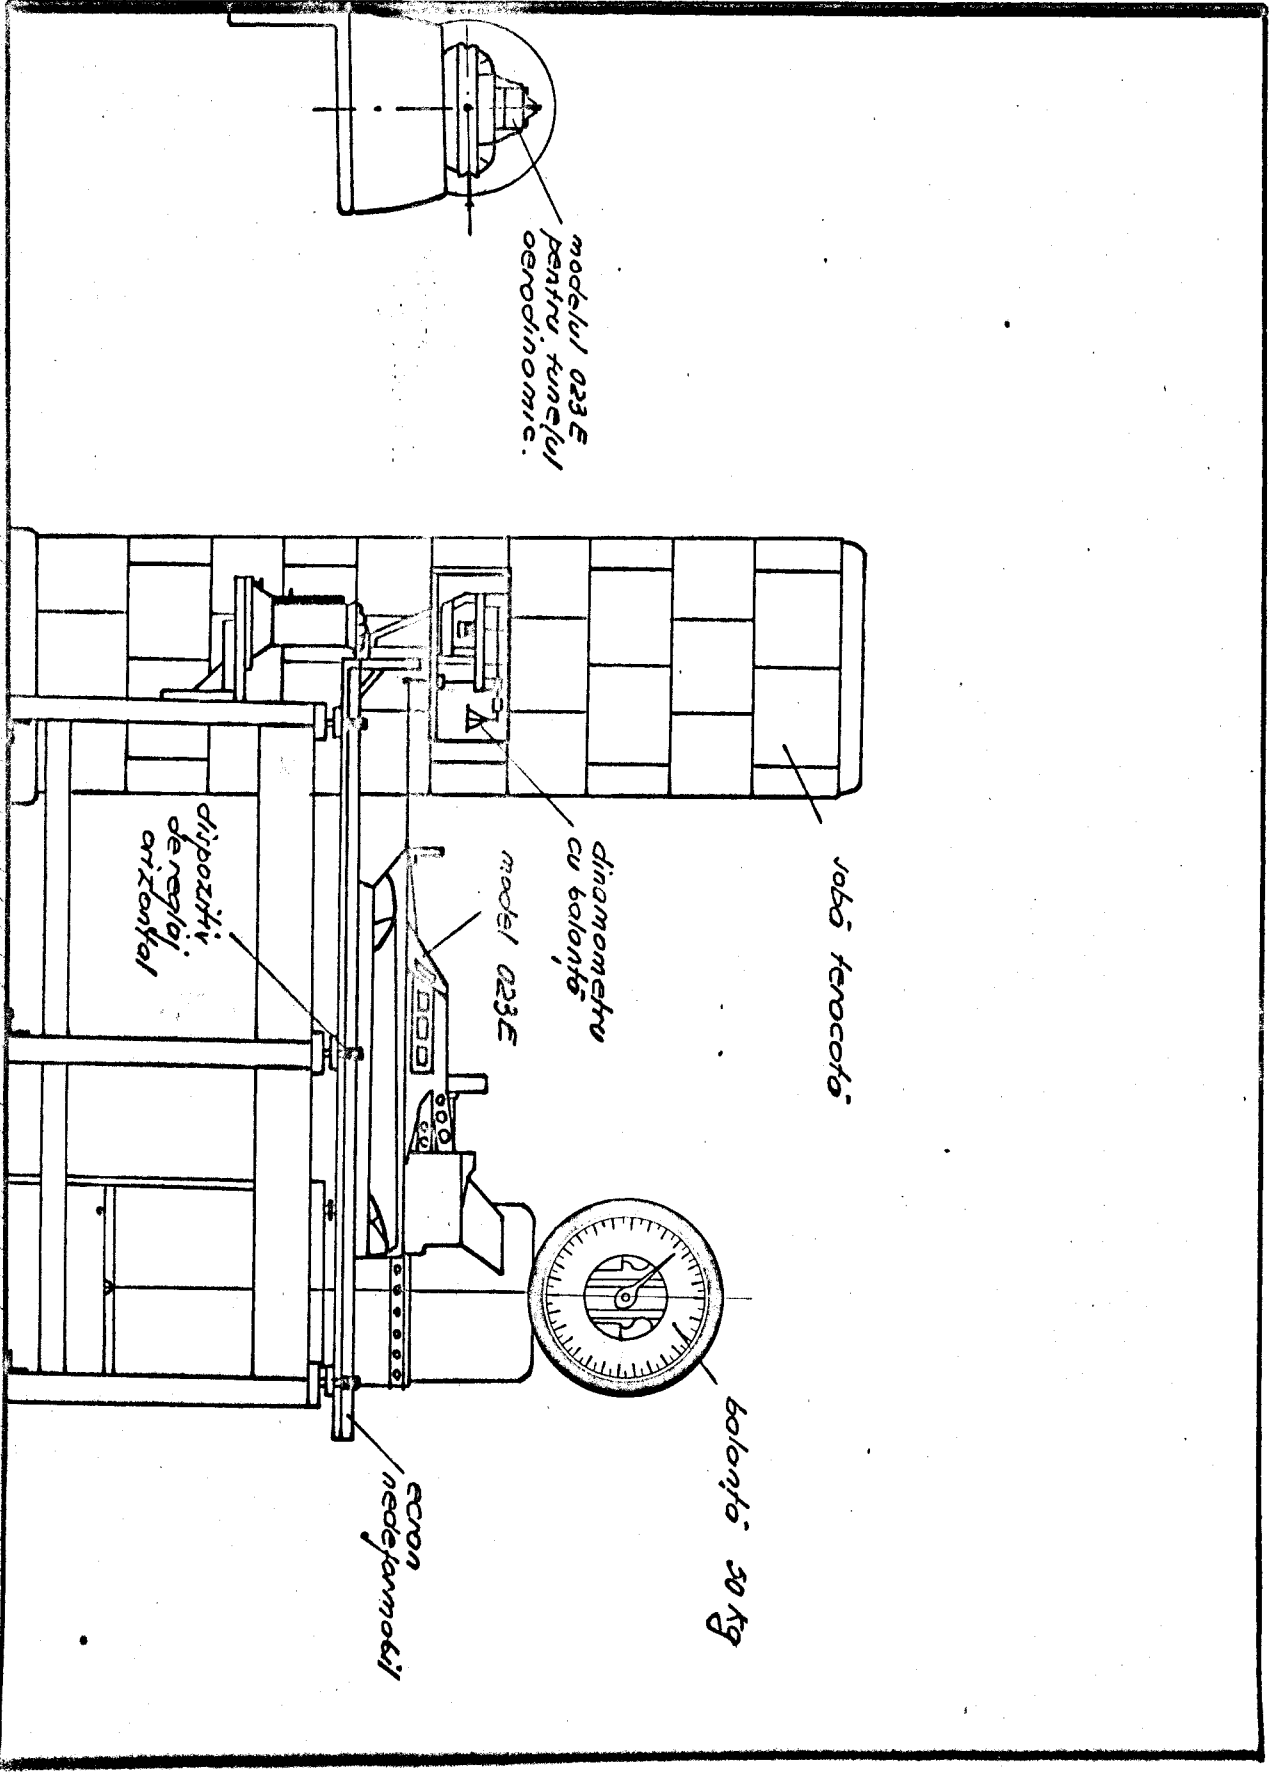 modelul 023E
pentru tunelul
aerodinamic.
sobă teracotă
dinamometru
cu balanță
model 023E
dispozitiv
de reglaj
orizontal
balanță 50 kg
ecran
nedeformabil